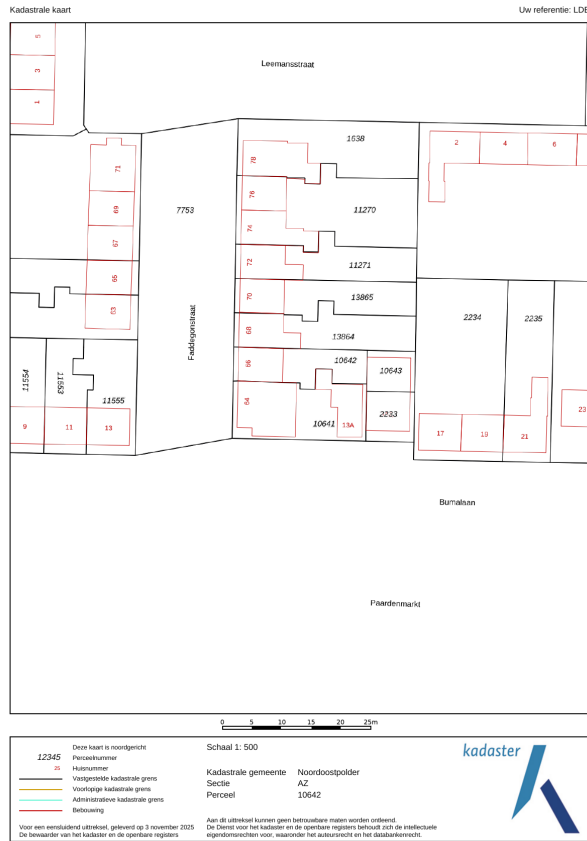 Kadastrale kaart
Uw referentie: LDE
Leemansstraat
5
3
1
71
69
67
65
63
7753
Faddegonstraat
1638
78
76
74
11270
72
11271
70
13865
68
13864
66
10642
10643
64
10641
13A
2233
2
4
6
2234
2235
23
17
19
21
11554
11553
11555
9
11
13
Bumalaan
Paardenmarkt
0 5 10 15 20 25m
Deze kaart is noordgericht
12345 Perceelnummer
25 Huisnummer
Vastgestelde kadastrale grens
Voorlopige kadastrale grens
Administratieve kadastrale grens
Bebouwing
Voor een eensluidend uittreksel, geleverd op 3 november 2025
De bewaarder van het kadaster en de openbare registers
Schaal 1: 500
Kadastrale gemeente Noordoostpolder
Sectie AZ
Perceel 10642
Aan dit uittreksel kunnen geen betrouwbare maten worden ontleend.
De Dienst voor het kadaster en de openbare registers behoudt zich de intellectuele
eigendomsrechten voor, waaronder het auteursrecht en het databankenrecht.
kadaster